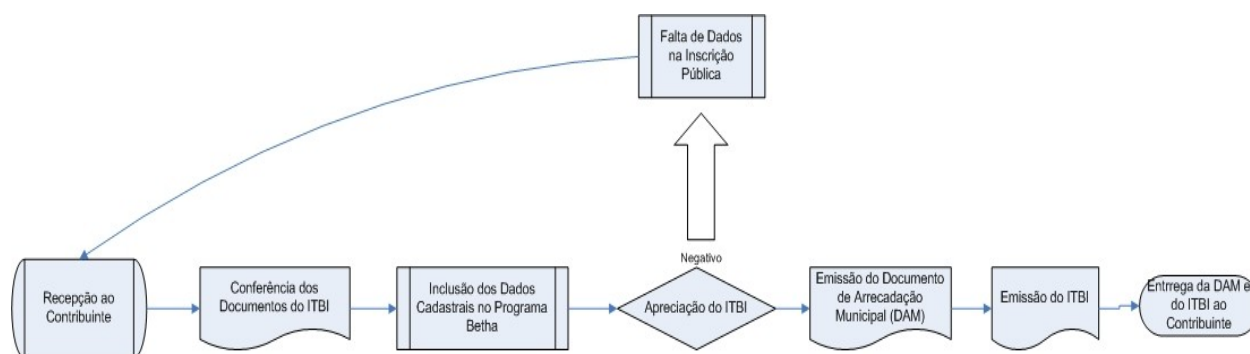 Falta de Dados
na Inscrição
Pública
Negativo
Recepção ao
Contribuinte
Conferência dos
Documentos do ITBI
Inclusão dos Dados
Cadastrais no Programa
Betha
Apreciação do ITBI
Emissão do Documento
de Arrecadação
Municipal (DAM)
Emissão do ITBI
Entrrega da DAM e
do ITBI ao
Contribuinte